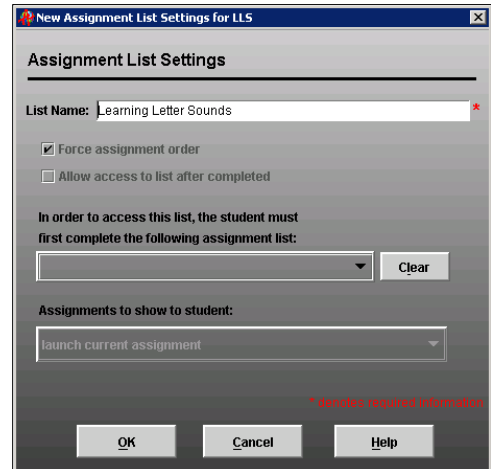 New Assignment List Settings for LLS
Assignment List Settings
List Name: Learning Letter Sounds *
Force assignment order
Allow access to list after completed
In order to access this list, the student must
first complete the following assignment list:
Clear
Assignments to show to student:
launch current assignment
* denotes required information
OK Cancel Help